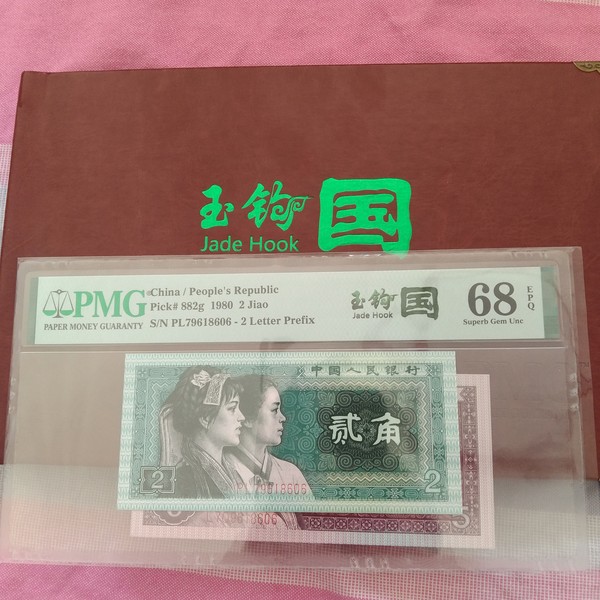 玉钩国
Jade Hook
PMG
PAPER MONEY GUARANTY
China / People's Republic
Pick# 882g 1980 2 Jiao
S/N PL79618606 - 2 Letter Prefix
玉钩国
Jade Hook
68 EPQ
Superb Gem Unc
中国人民银行
贰角
2
PL79618606
2
5